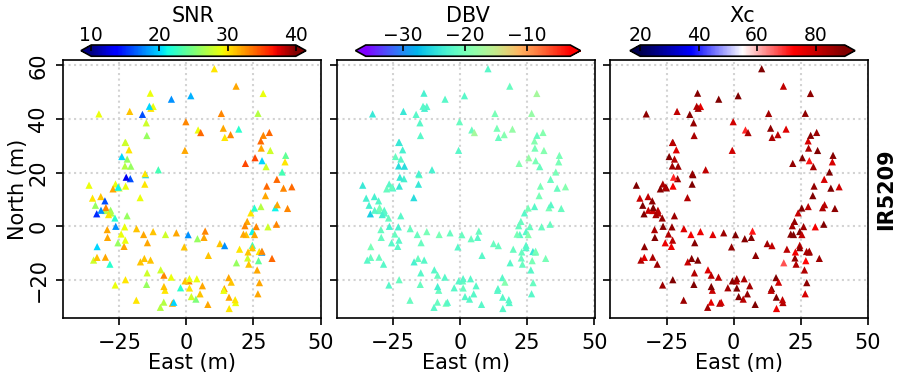 SNR DBV Xc
10 20 30 40 −30 −20 −10 20 40 60 80
60
40
20
0
−20
North (m)
−25 0 25 50 −25 0 25 50 −25 0 25 50
East (m) East (m) East (m)
IR5209